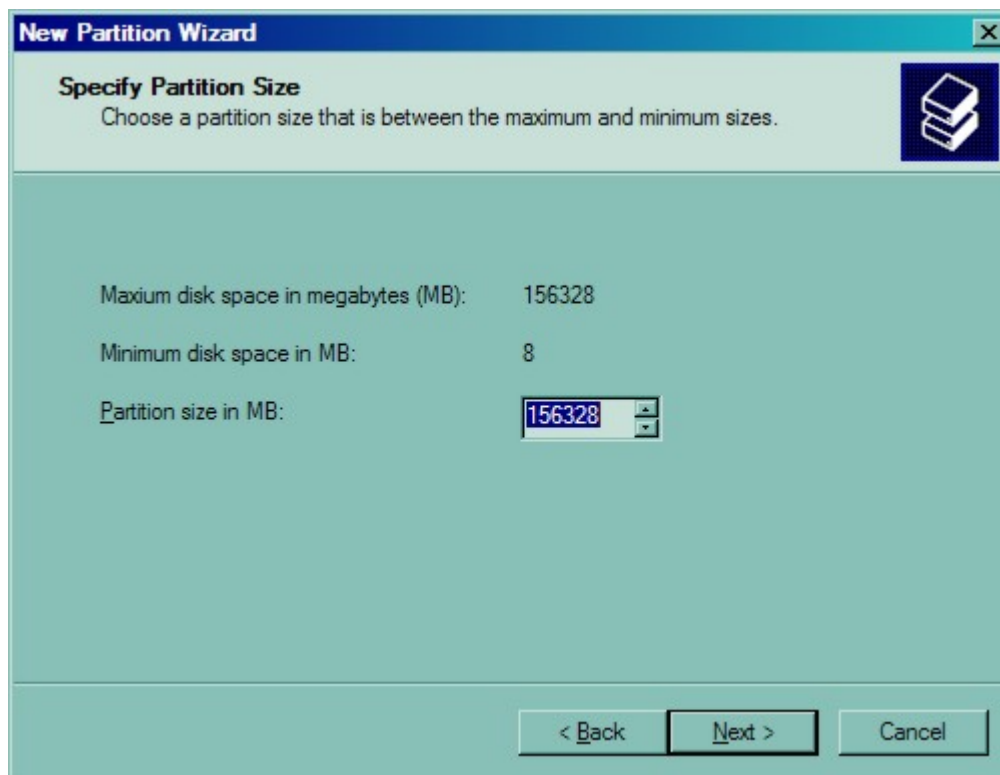 New Partition Wizard
Specify Partition Size
Choose a partition size that is between the maximum and minimum sizes.
Maxium disk space in megabytes (MB): 156328
Minimum disk space in MB: 8
Partition size in MB: 156328
< Back Next > Cancel